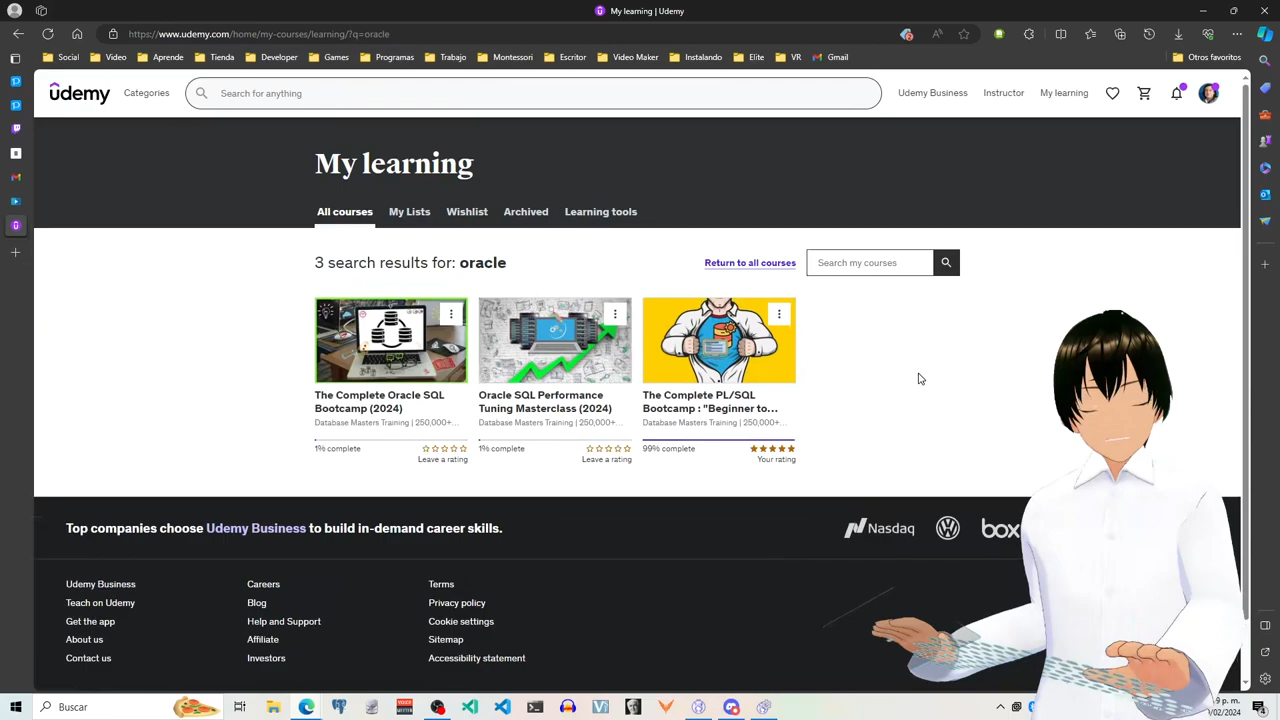 My learning | Udemy
https://www.udemy.com/home/my-courses/learning/?q=oracle
Social
Video
Aprende
Tienda
Developer
Games
Programas
Trabajo
Montessori
Escritor
Video Maker
Instalando
Elite
VR
Gmail
Otros favoritos
udemy
Categories
Search for anything
Udemy Business
Instructor
My learning
My learning
All courses
My Lists
Wishlist
Archived
Learning tools
3 search results for: oracle
Return to all courses
Search my courses
The Complete Oracle SQL
Bootcamp (2024)
Database Masters Training | 250,000+...
1% complete
Leave a rating
Oracle SQL Performance
Tuning Masterclass (2024)
Database Masters Training | 250,000+...
1% complete
Leave a rating
The Complete PL/SQL
Bootcamp : "Beginner to...
Database Masters Training | 250,000+...
99% complete
Your rating
Top companies choose Udemy Business to build in-demand career skills.
Nasdaq
box
Udemy Business
Careers
Terms
Teach on Udemy
Blog
Privacy policy
Get the app
Help and Support
Cookie settings
About us
Affiliate
Sitemap
Contact us
Investors
Accessibility statement
Buscar
9 p. m.
/02/2024